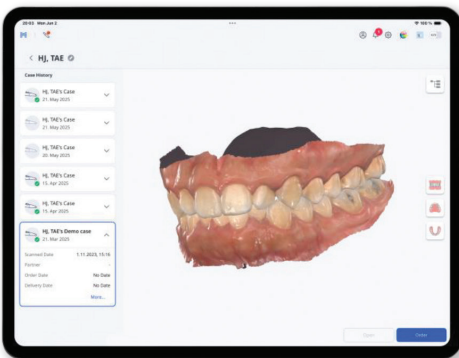 20:03 Mon Jun 2
100 %
HJ, TAE
Case History
HJ, TAE's Case
21. May 2025
HJ, TAE's Case
21. May 2025
HJ, TAE's Case
20. May 2025
HJ, TAE's Case
15. Apr 2025
HJ, TAE's Case
15. Apr 2025
HJ, TAE's Demo case
21. Mar 2025
Scanned Date 1.11.2023, 15:16
Partner -
Order Date No Date
Delivery Date No Date
More...
Open
Order